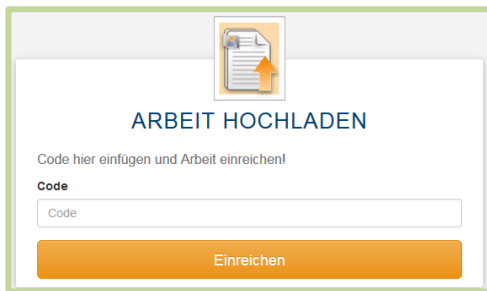 ARBEIT HOCHLADEN
Code hier einfügen und Arbeit einreichen!
Code
Code
Einreichen